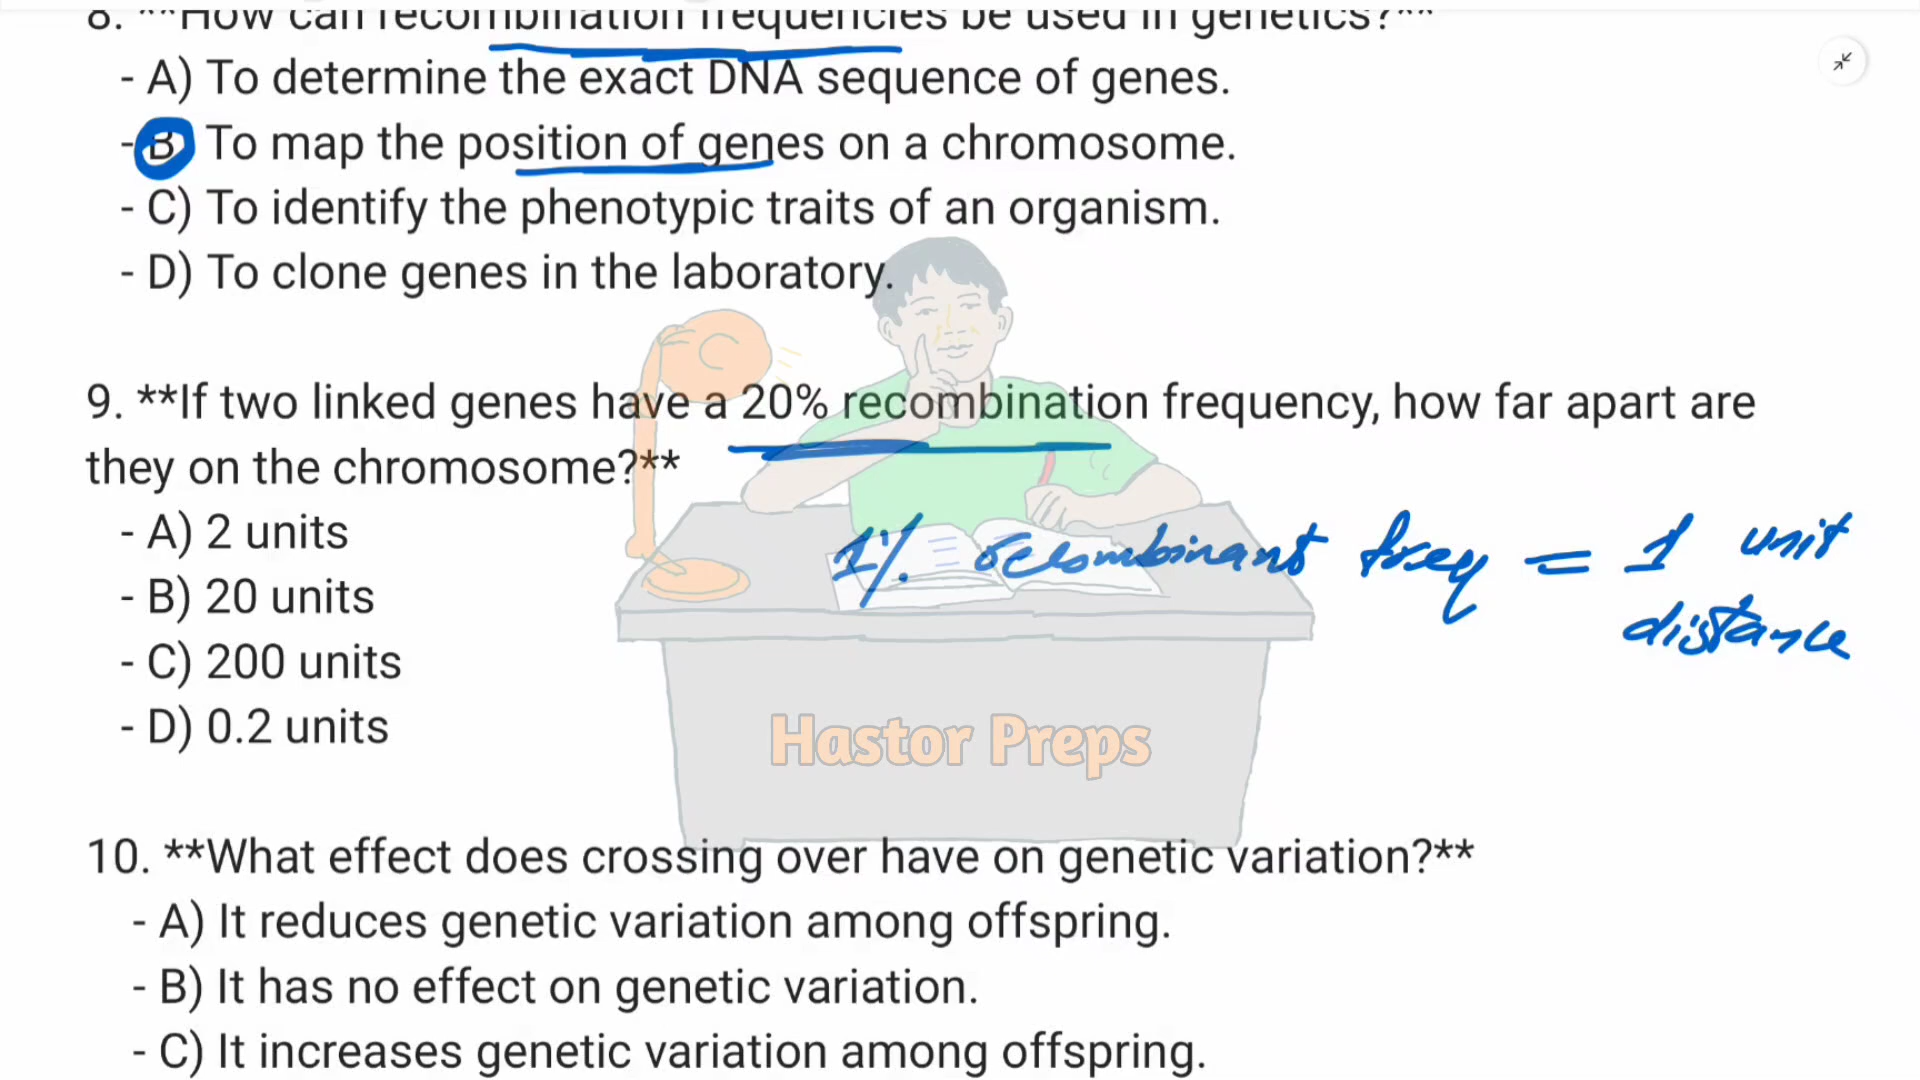 8. **How can recombination frequencies be used in genetics?**
- A) To determine the exact DNA sequence of genes.
- B) To map the position of genes on a chromosome.
- C) To identify the phenotypic traits of an organism.
- D) To clone genes in the laboratory.
9. **If two linked genes have a 20% recombination frequency, how far apart are
they on the chromosome?**
- A) 2 units
- B) 20 units
- C) 200 units
- D) 0.2 units
1% recombinant freq = 1 unit
distance
Hastor Preps
10. **What effect does crossing over have on genetic variation?**
- A) It reduces genetic variation among offspring.
- B) It has no effect on genetic variation.
- C) It increases genetic variation among offspring.